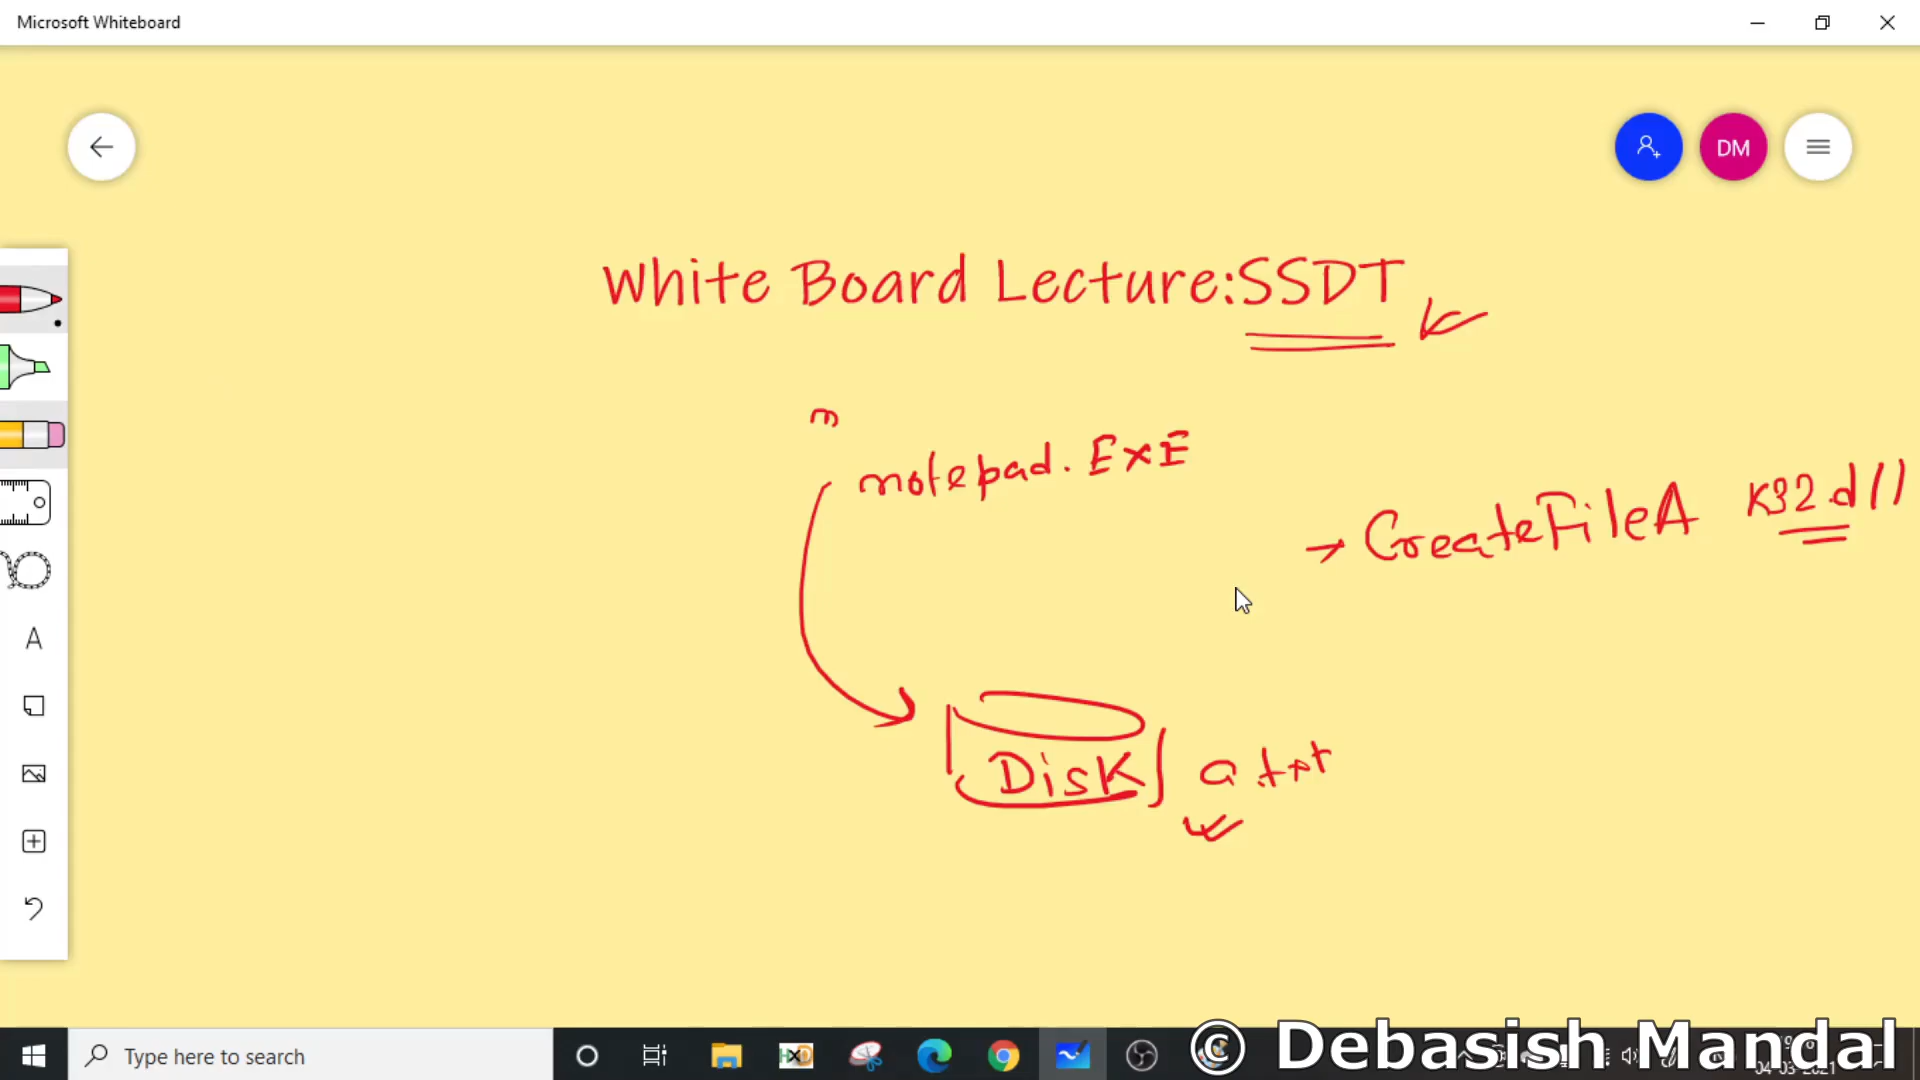 Microsoft Whiteboard
DM
White Board Lecture:SSDT
notepad.ExE
→ CreateFileA K32.dll
Disk a.txt
A
Type here to search
© Debasish Mandal